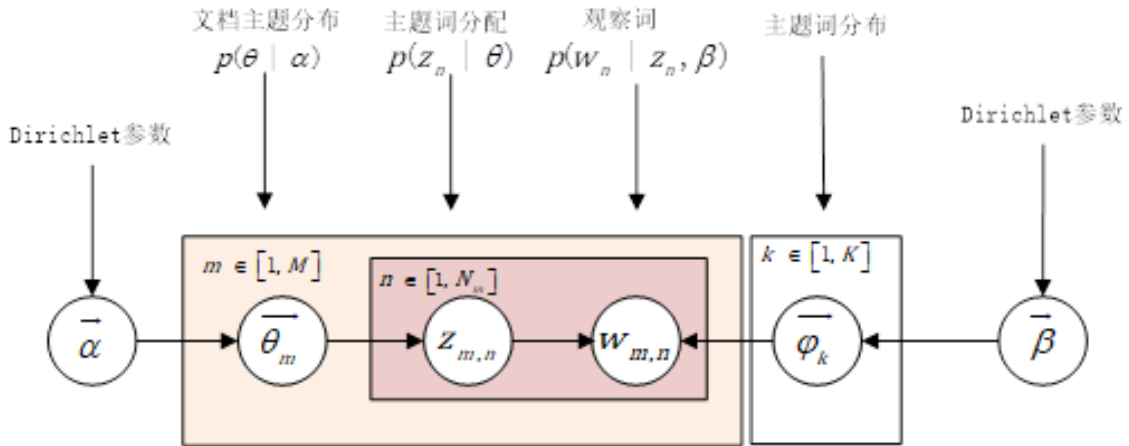 文档主题分布
p(θ | α)
主题词分配
p(z_n | θ)
观察词
p(w_n | z_n, β)
主题词分布
Dirichlet参数
Dirichlet参数
m ∈ [1, M]
n ∈ [1, N_m]
k ∈ [1, K]
α⃗
θ_m⃗
z_{m,n}
w_{m,n}
φ_k⃗
β⃗